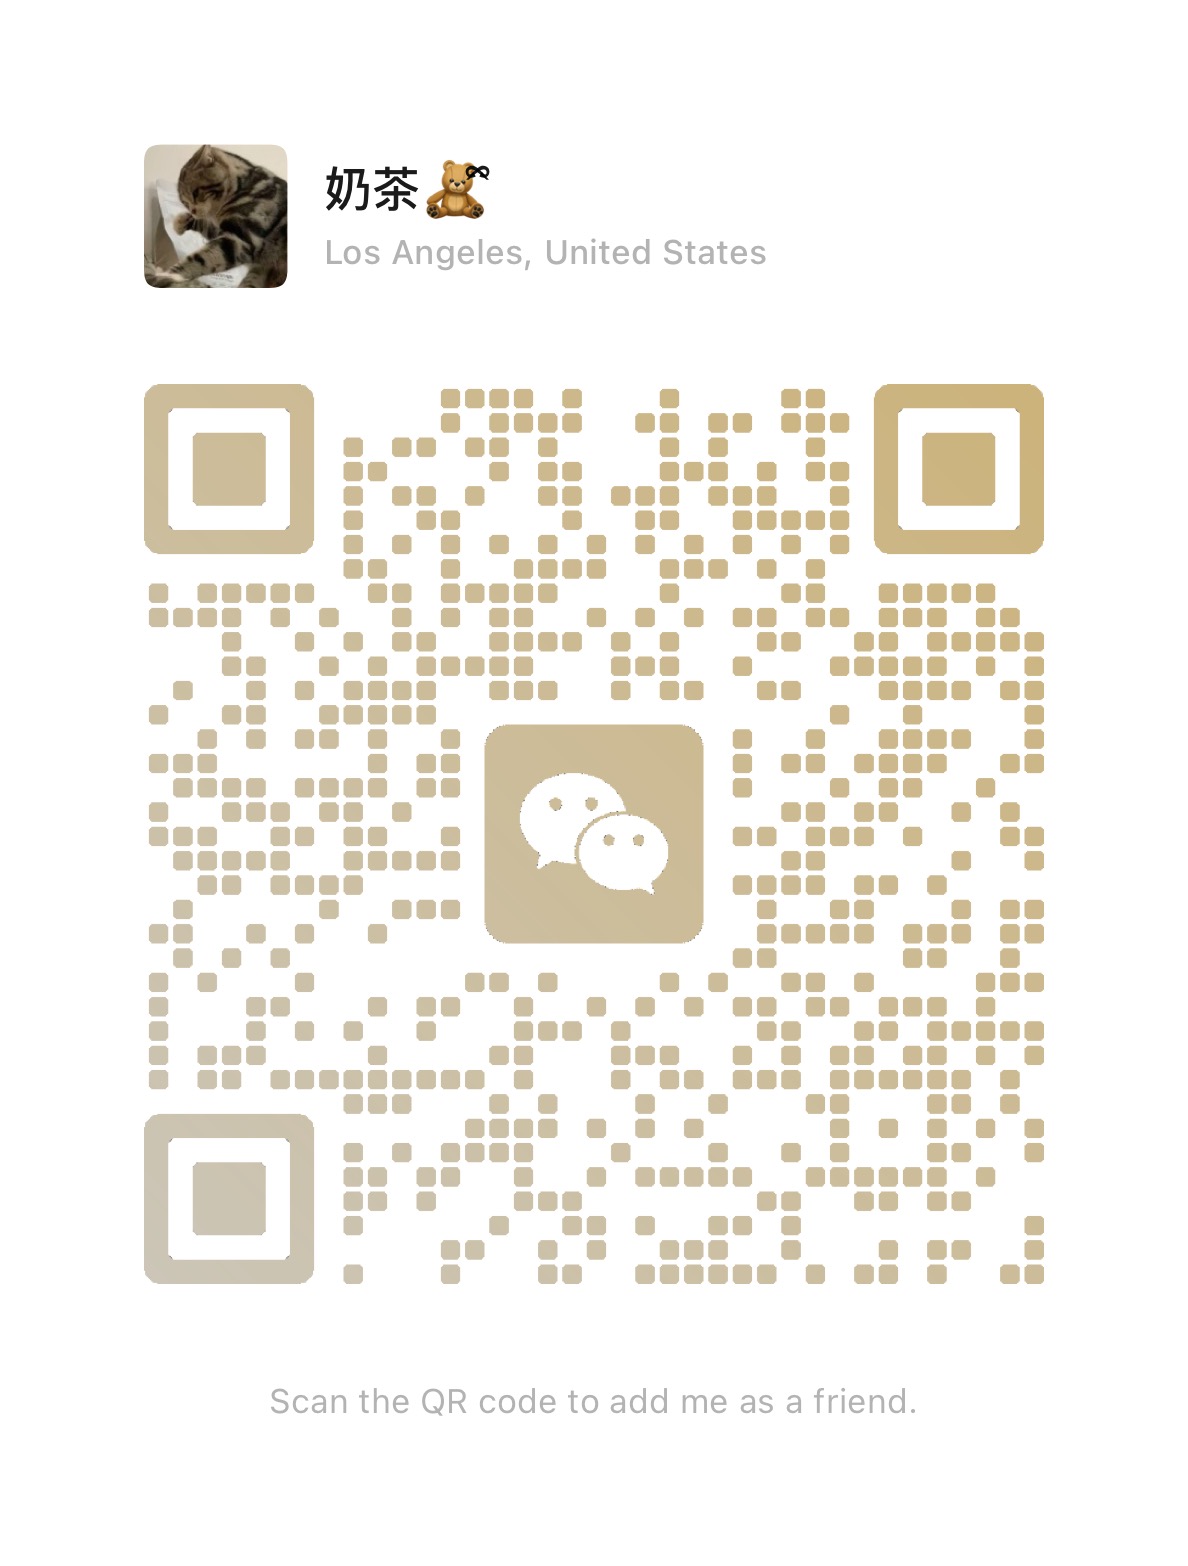 奶茶🧸🎀
Los Angeles, United States
Scan the QR code to add me as a friend.